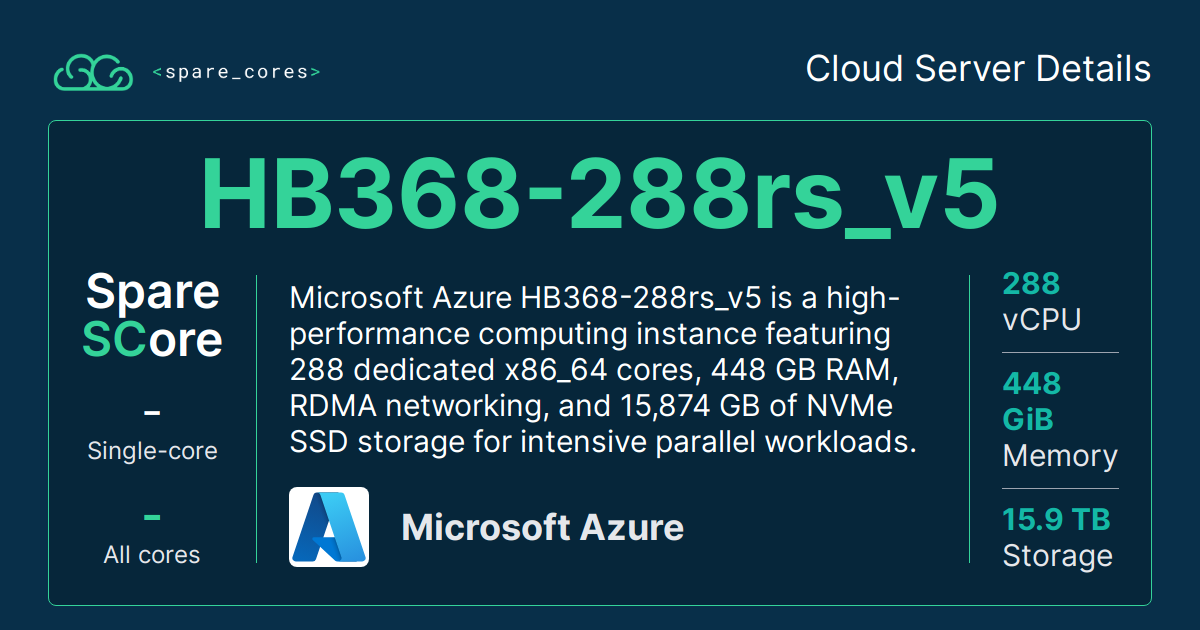 <spare_cores>
Cloud Server Details
HB368-288rs_v5
Spare
SCore
–
Single-core
–
All cores
Microsoft Azure HB368-288rs_v5 is a high-
performance computing instance featuring
288 dedicated x86_64 cores, 448 GB RAM,
RDMA networking, and 15,874 GB of NVMe
SSD storage for intensive parallel workloads.
Microsoft Azure
288
vCPU
448
GiB
Memory
15.9 TB
Storage